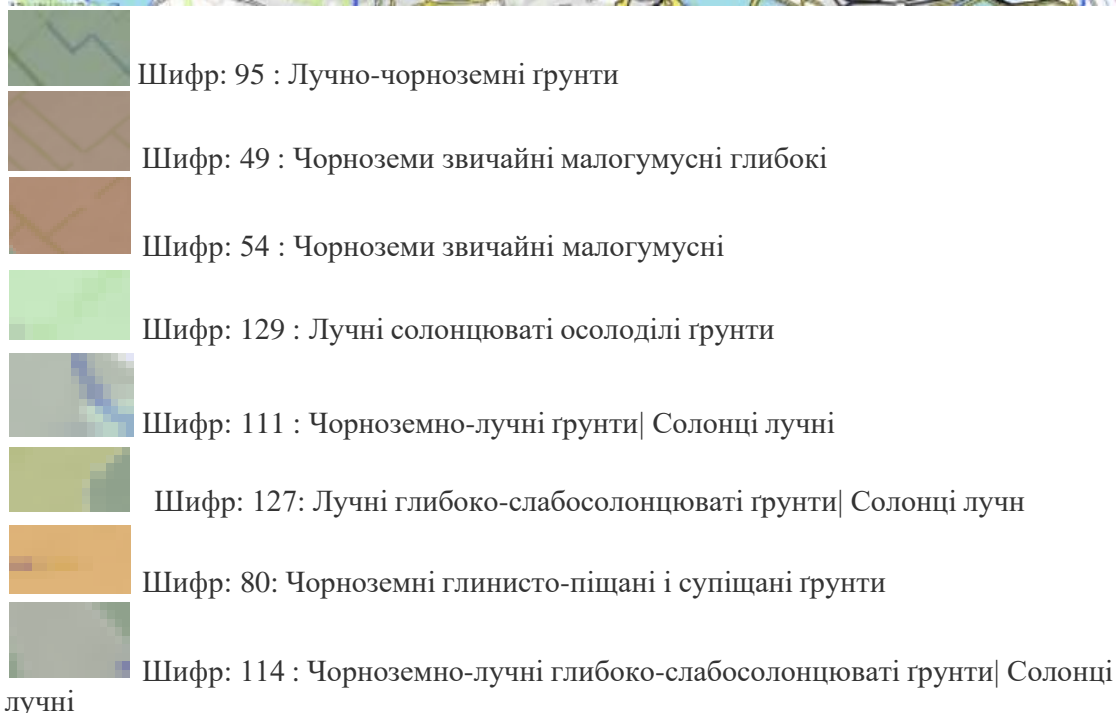 Шифр: 95 : Лучно-чорноземні ґрунти
Шифр: 49 : Чорноземи звичайні малогумусні глибокі
Шифр: 54 : Чорноземи звичайні малогумусні
Шифр: 129 : Лучні солонцюваті осолоділі ґрунти
Шифр: 111 : Чорноземно-лучні ґрунти| Солонці лучні
Шифр: 127: Лучні глибоко-слабосолонцюваті ґрунти| Солонці лучн
Шифр: 80: Чорноземні глинисто-піщані і супіщані ґрунти
Шифр: 114 : Чорноземно-лучні глибоко-слабосолонцюваті ґрунти| Солонці
лучні